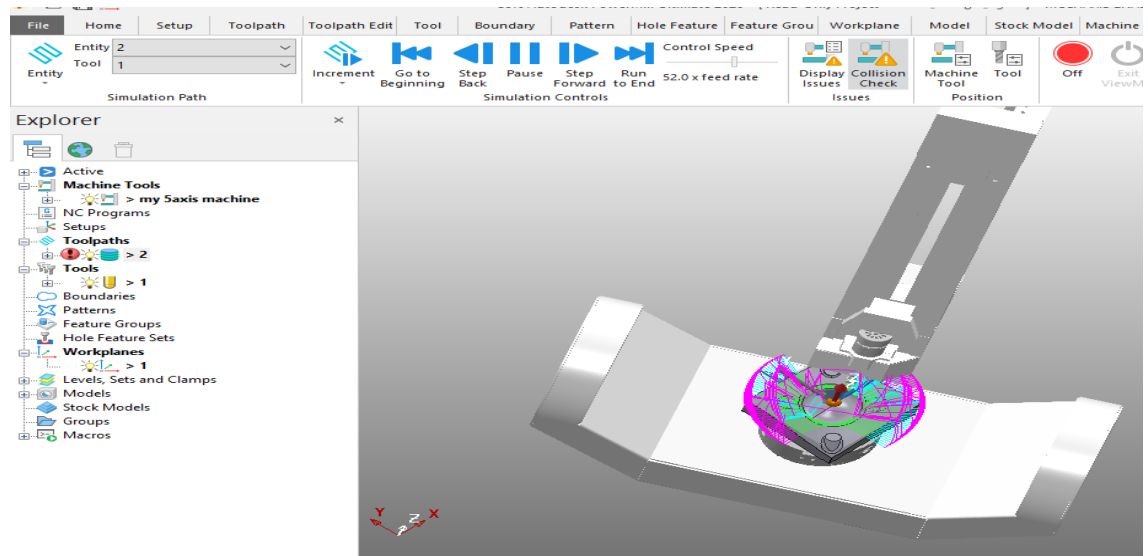 File Home Setup Toolpath Toolpath Edit Tool Boundary Pattern Hole Feature Feature Grou Workplane Model Stock Model Machine
Entity 2
Tool 1
Entity
Simulation Path
Increment Go to Beginning Step Back Pause Step Forward Run to End
Control Speed
52.0 x feed rate
Simulation Controls
Display Issues Collision Check
Issues
Machine Tool Tool
Position
Off Exit ViewM
Explorer ×
Active
Machine Tools
> my 5axis machine
NC Programs
Setups
Toolpaths
> 2
Tools
> 1
Boundaries
Patterns
Feature Groups
Hole Feature Sets
Workplanes
> 1
Levels, Sets and Clamps
Models
Stock Models
Groups
Macros
Y Z X